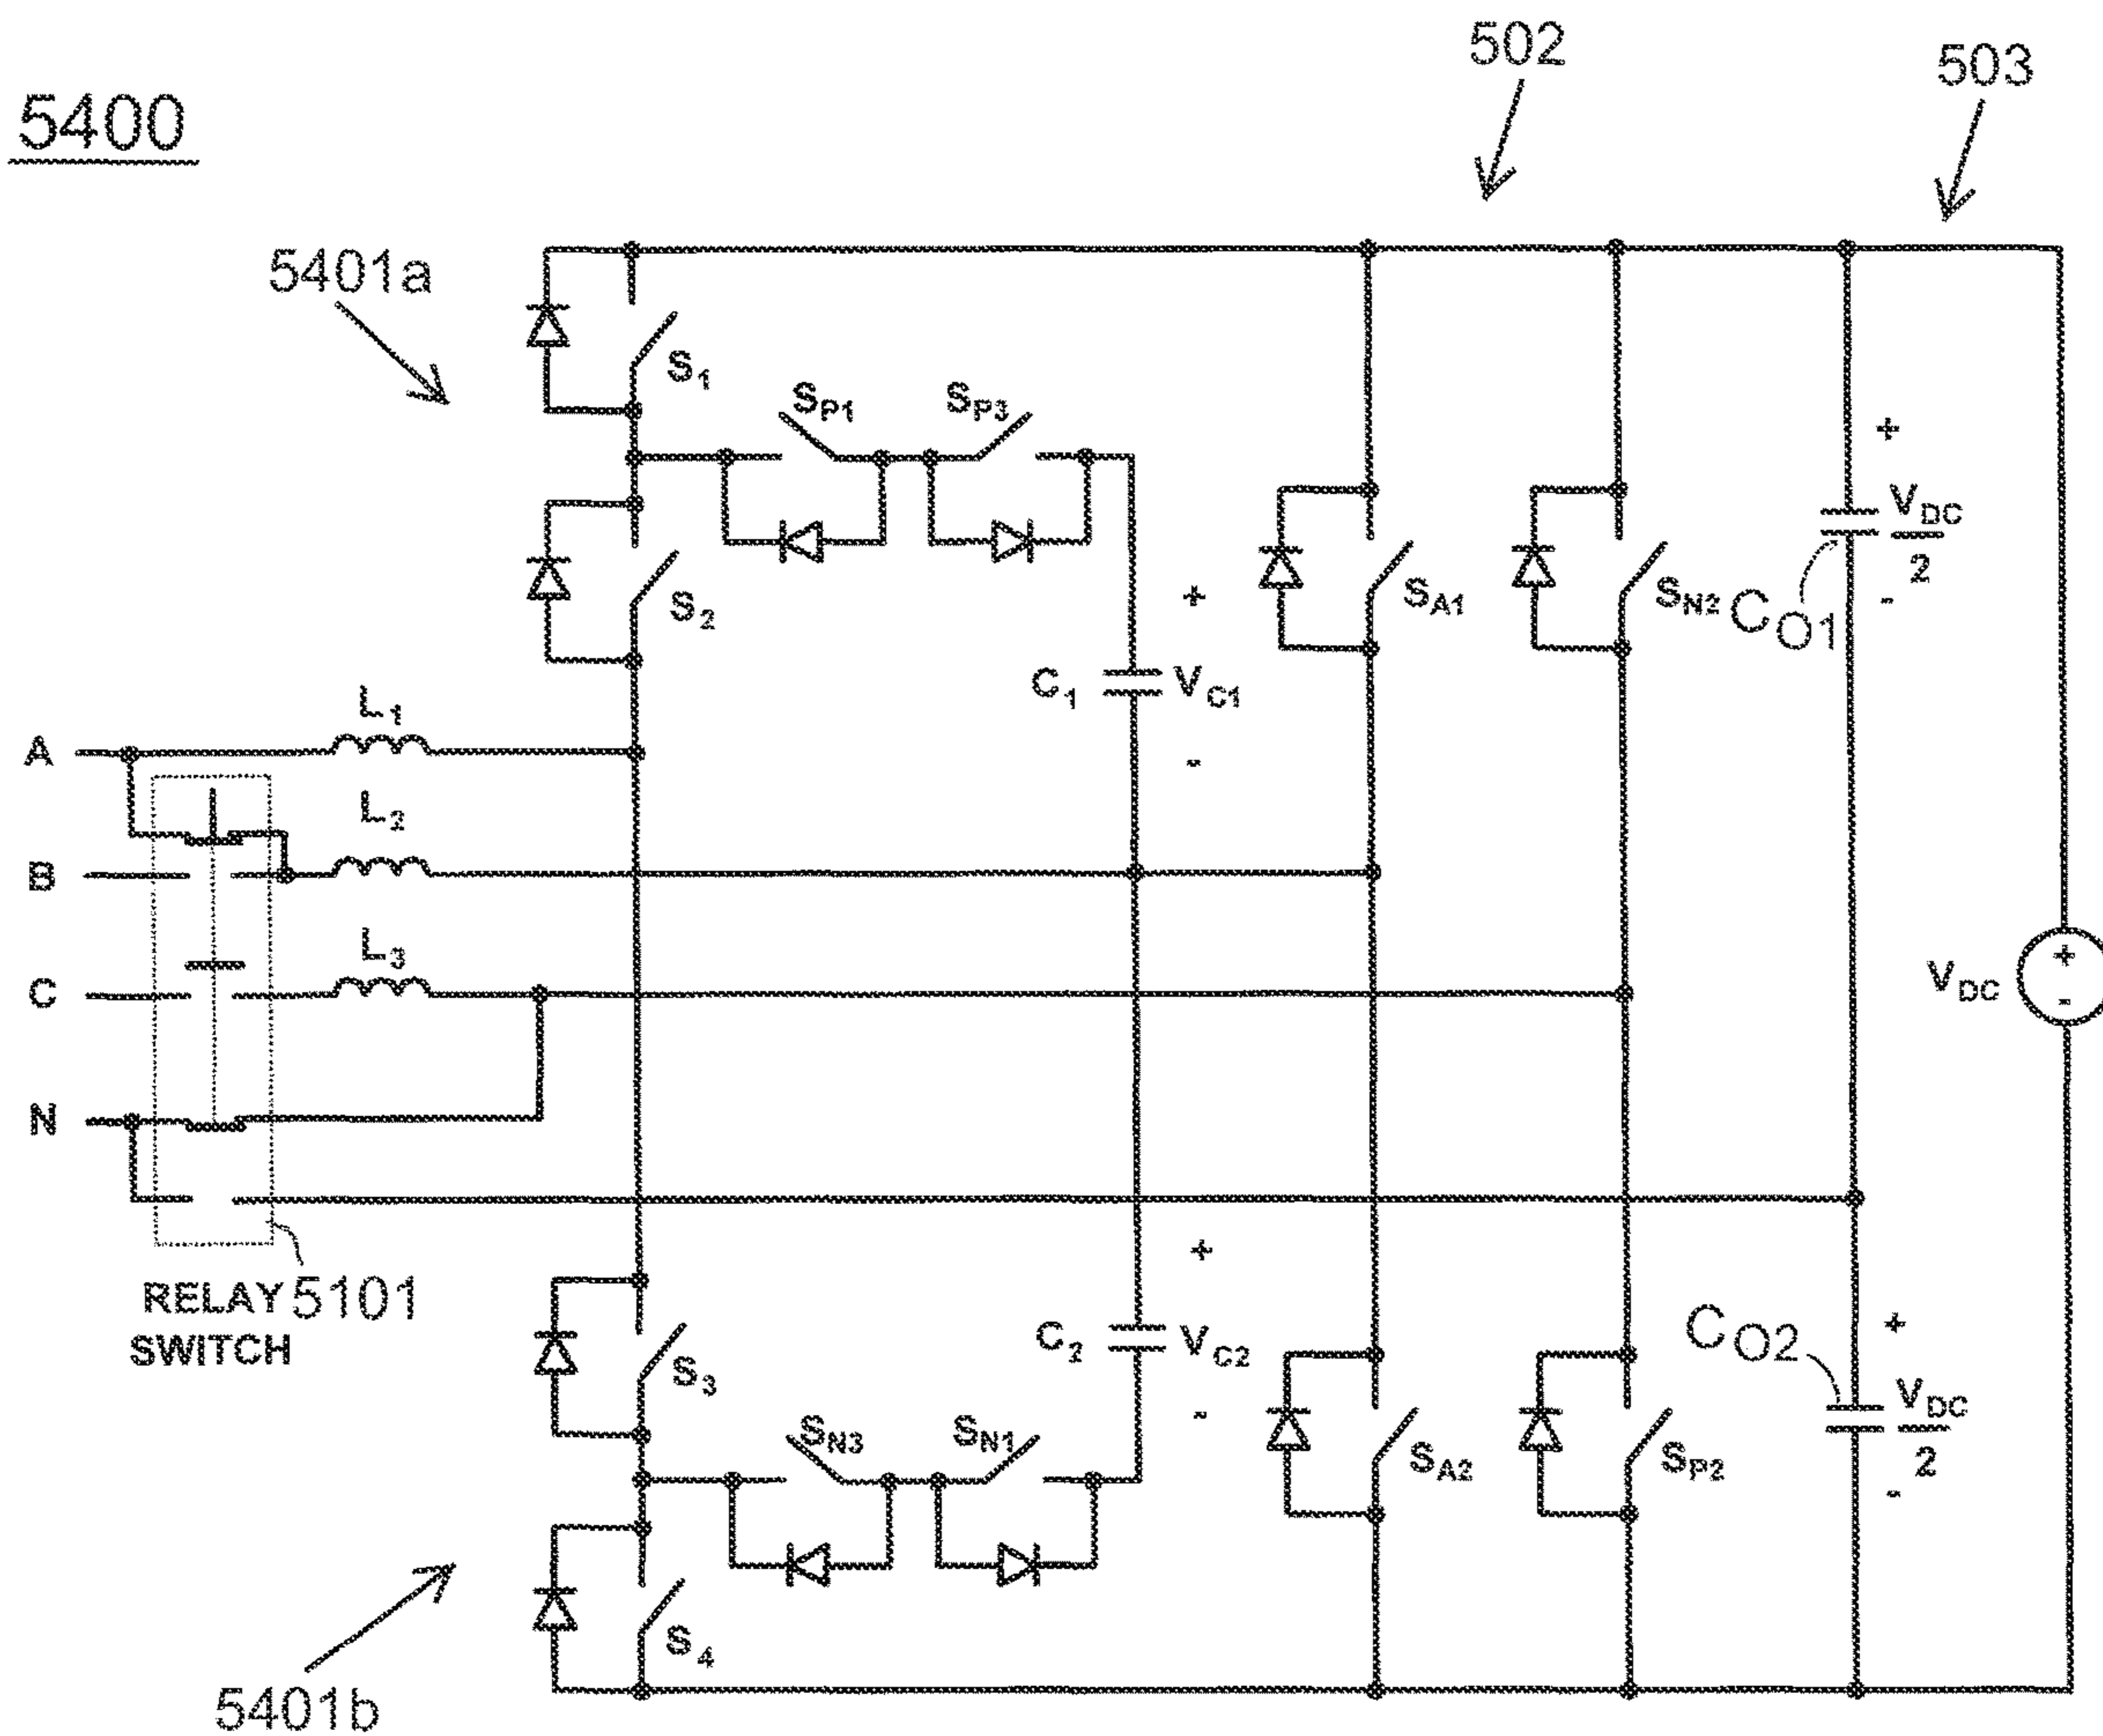 5400
502
503
5401a
S1
SP1
SP3
S2
SA1
SN2
+
VDC
2
-
CO1
+
C1
VC1
-
L1
A
L2
B
L3
C
N
VDC
+
-
RELAY 5101
SWITCH
+
C2
VC2
-
S3
SN3
SN1
SA2
SP2
CO2
+
VDC
2
-
S4
5401b